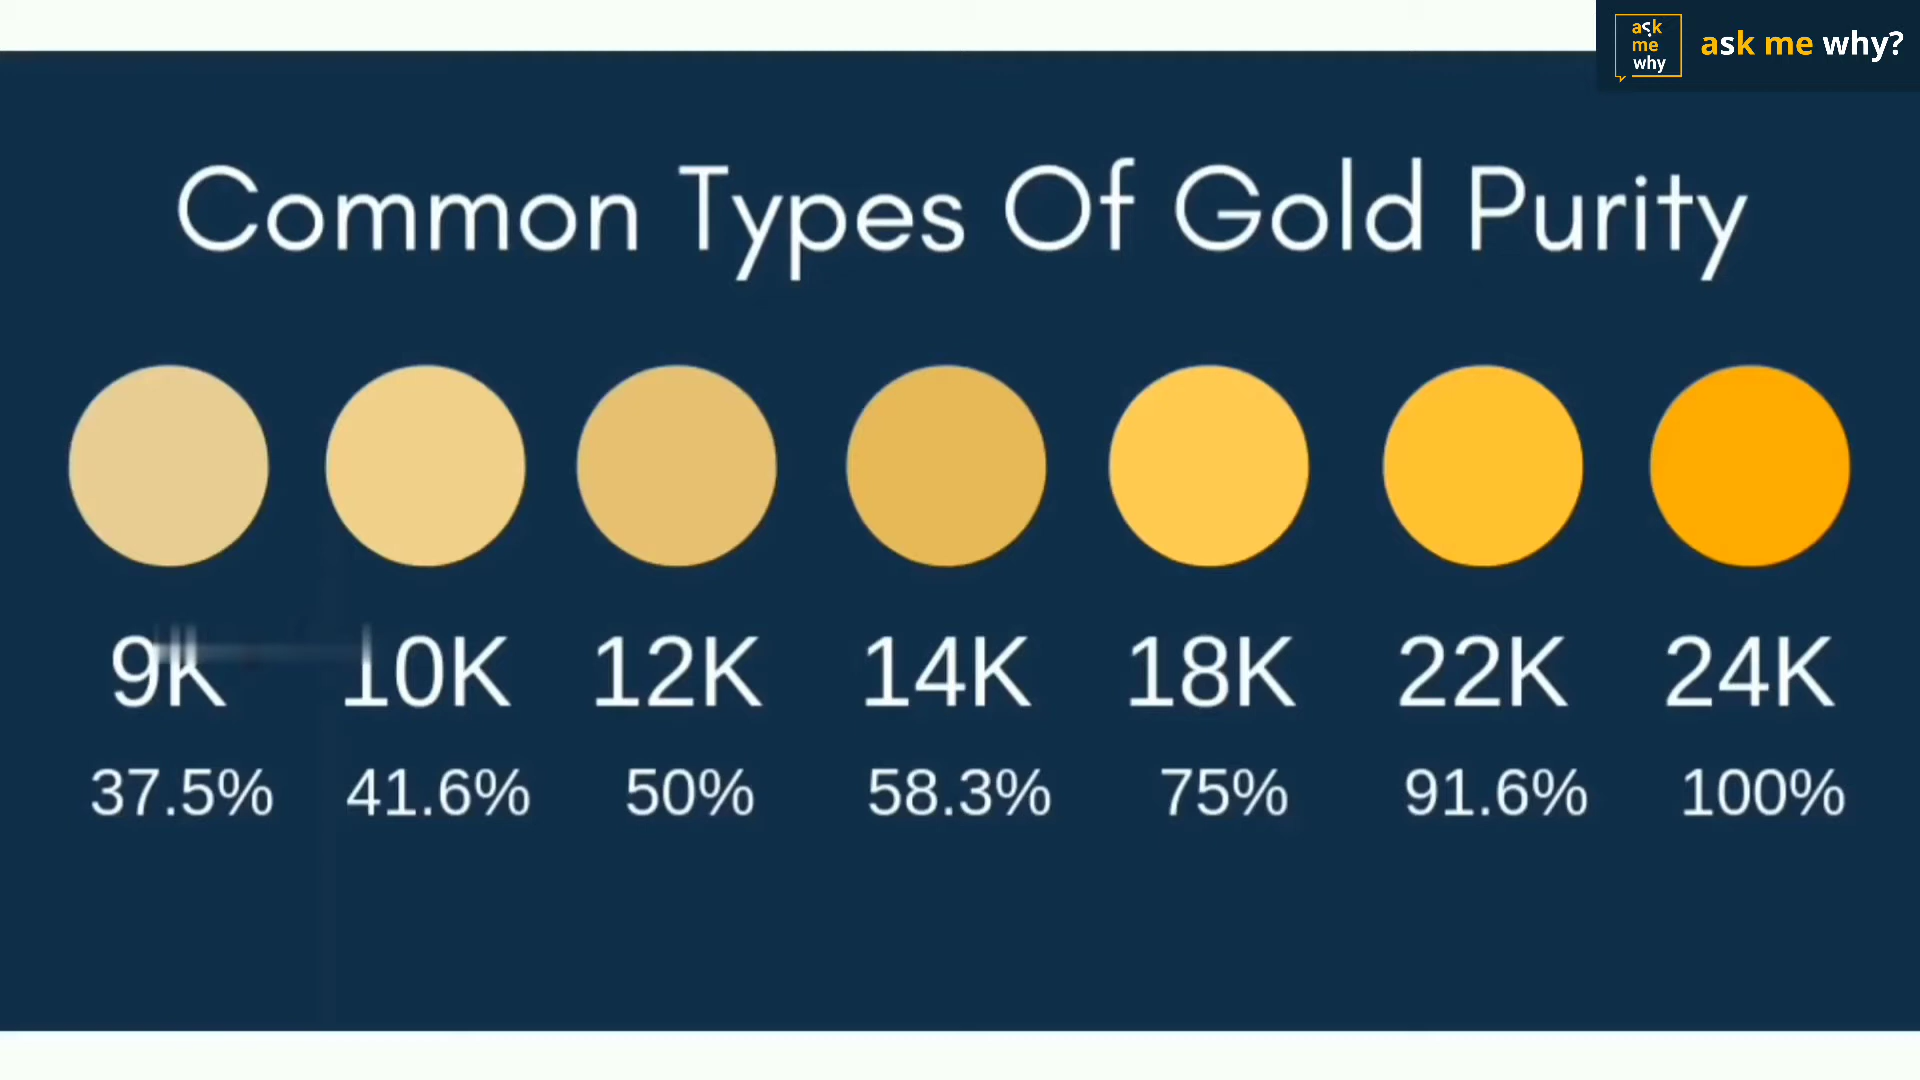 ask
me
why
ask me why?
Common Types Of Gold Purity
9K 10K 12K 14K 18K 22K 24K
37.5% 41.6% 50% 58.3% 75% 91.6% 100%